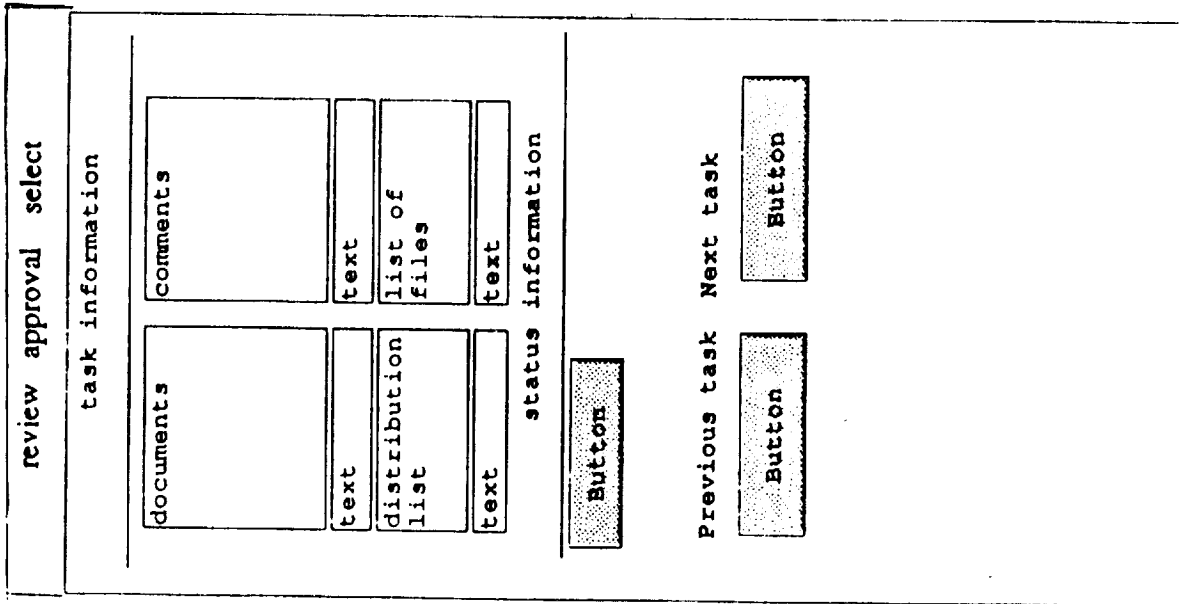 review approval select
task information
documents
comments
text
text
distribution
list
list of
files
text
text
status information
Button
Previous task
Next task
Button
Button